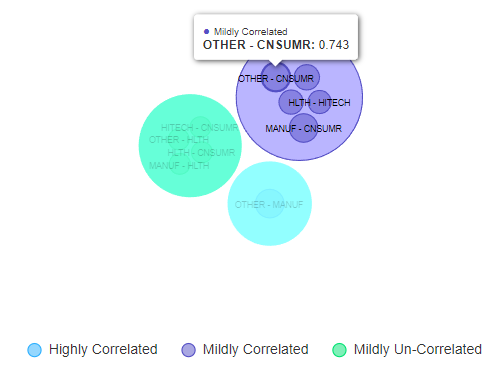 Mildly Correlated
OTHER - CNSUMR: 0.743
OTHER - CNSUMR
HLTH - HITECH
MANUF - CNSUMR
HITECH - CNSUMR
OTHER - HLTH
HLTH - CNSUMR
MANUF - HLTH
OTHER - MANUF
Highly Correlated
Mildly Correlated
Mildly Un-Correlated